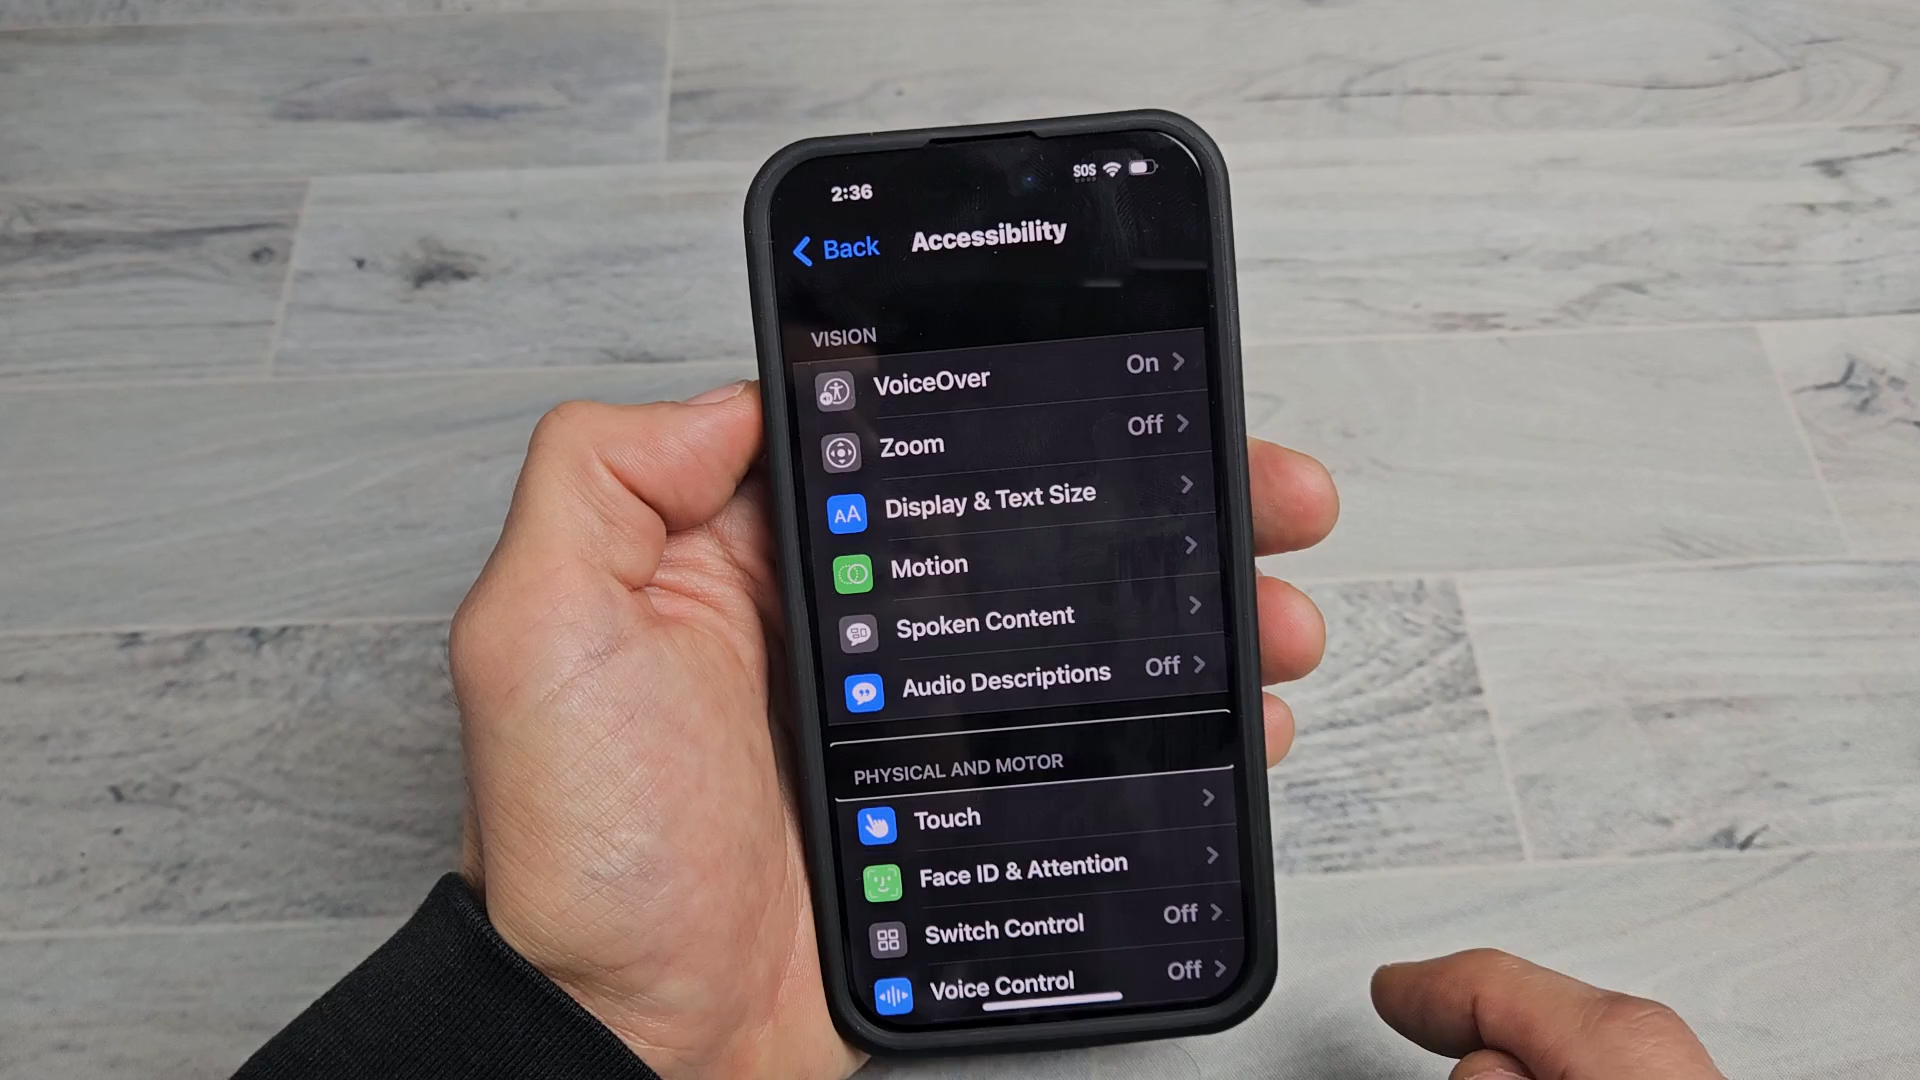 2:36
SOS
Back
Accessibility
VISION
VoiceOver On
Zoom Off
AA Display & Text Size
Motion
Spoken Content
Audio Descriptions Off
PHYSICAL AND MOTOR
Touch
Face ID & Attention
Switch Control Off
Voice Control Off